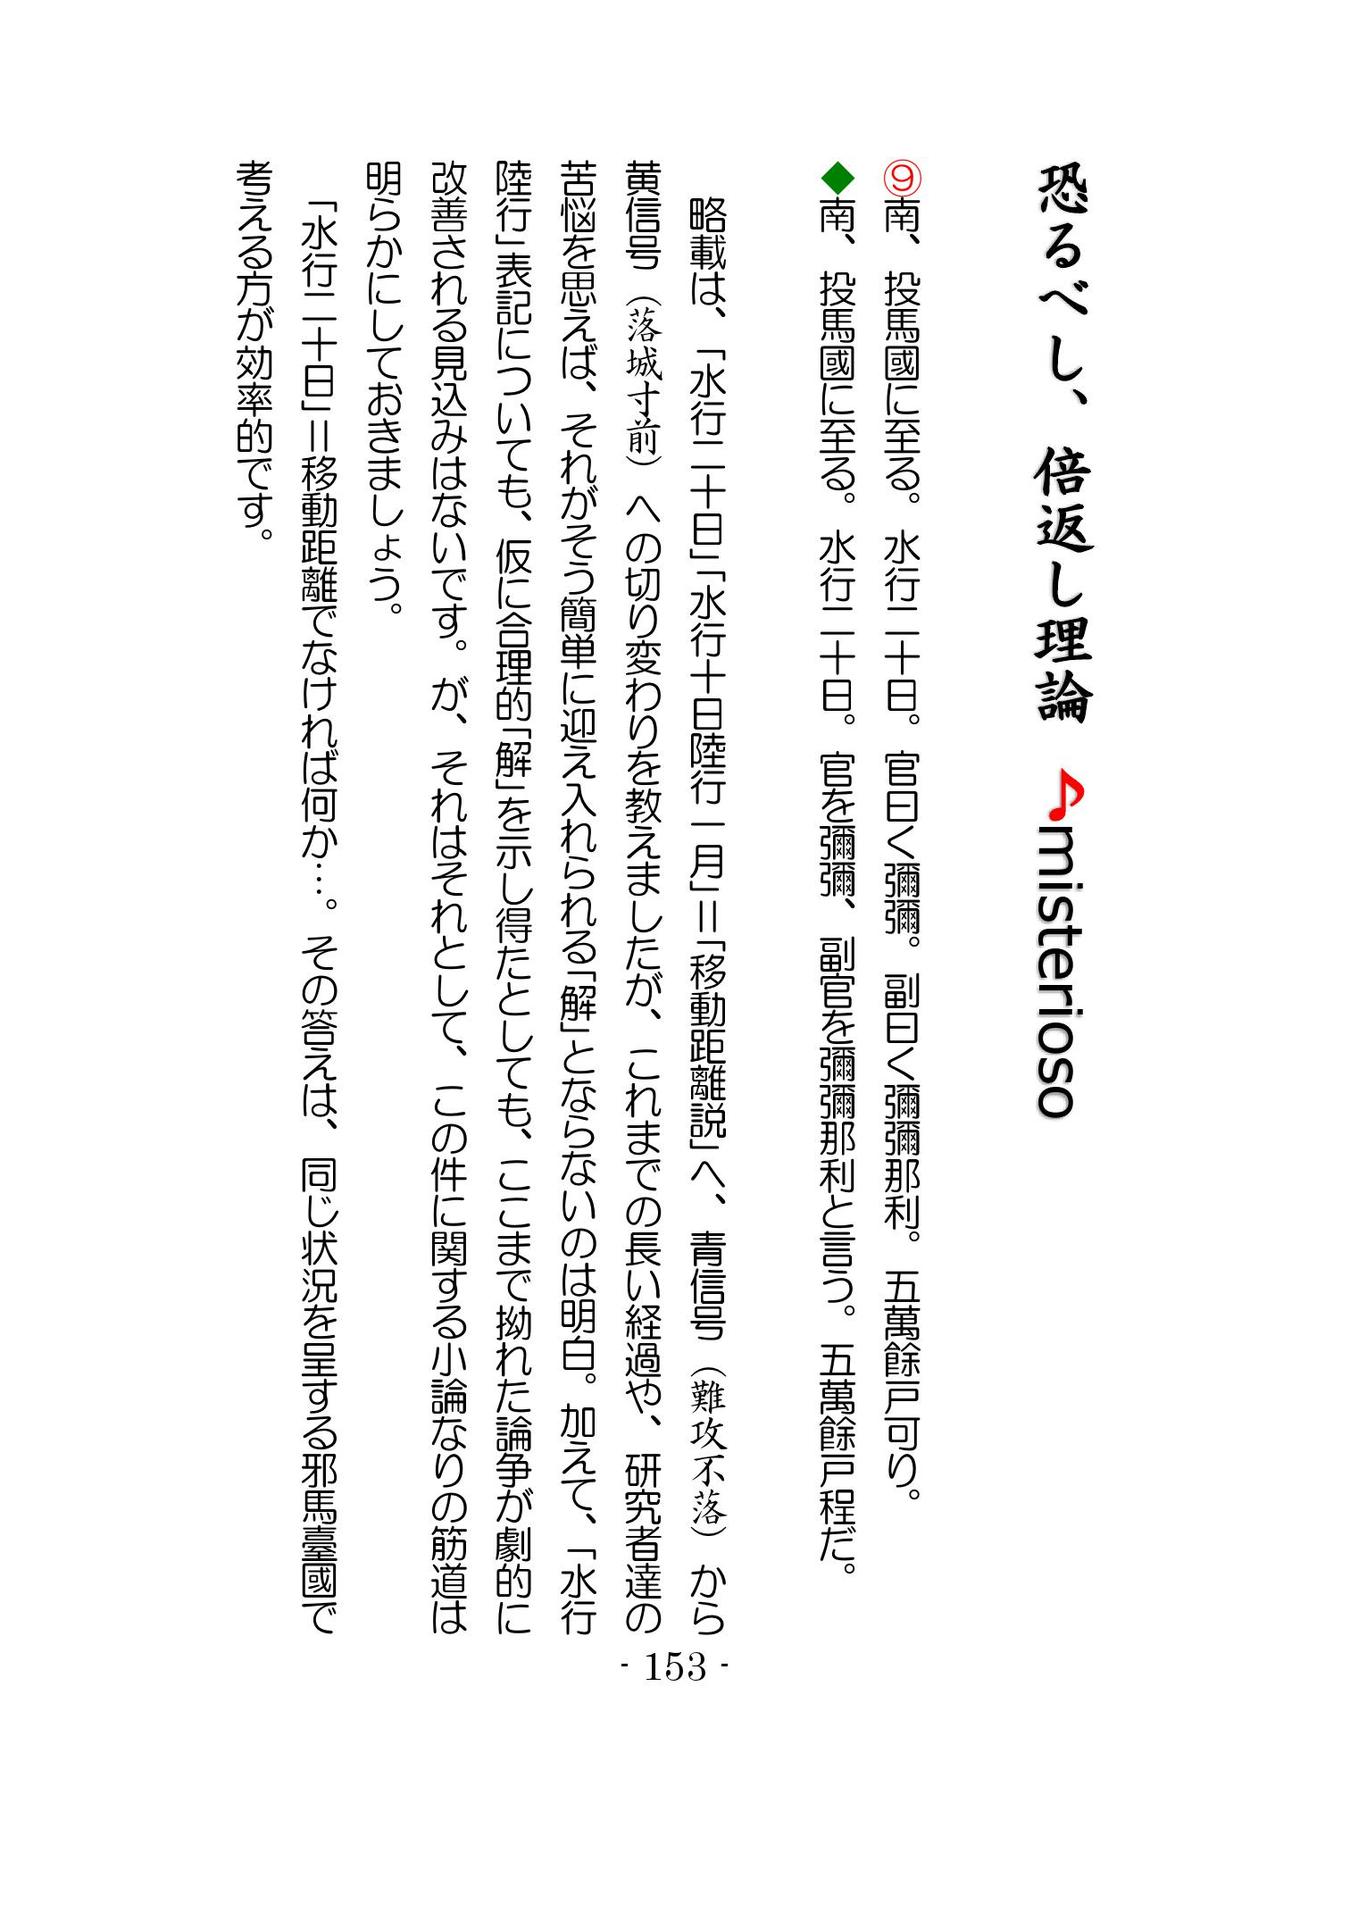 恐るべし、倍返し理論 ♪misterioso
⑨南、投馬國に至る。水行二十日。官曰く彌彌。副曰く彌彌那利。五萬餘戸可り。
◆南、投馬國に至る。水行二十日。官を彌彌、副官を彌彌那利と言う。五萬餘戸程だ。
略載は、「水行二十日」「水行十日陸行一月」＝「移動距離説」へ、青信号（難攻不落）から
黄信号（落城寸前）への切り変わりを教えましたが、これまでの長い経過や、研究者達の
苦悩を思えば、それがそう簡単に迎え入れられる「解」とならないのは明白。加えて、「水行
陸行」表記についても、仮に合理的「解」を示し得たとしても、ここまで拗れた論争が劇的に
改善される見込みはないです。が、それはそれとして、この件に関する小論なりの筋道は
明らかにしておきましょう。
「水行二十日」＝移動距離でなければ何か…。その答えは、同じ状況を呈する邪馬臺國で
考える方が効率的です。
- 153 -